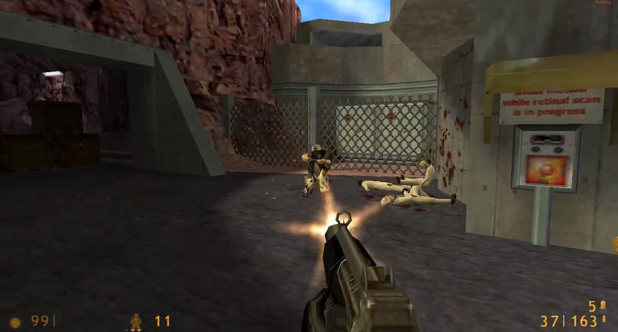 while retinal scan
is in progress
99|
11
5
37|163